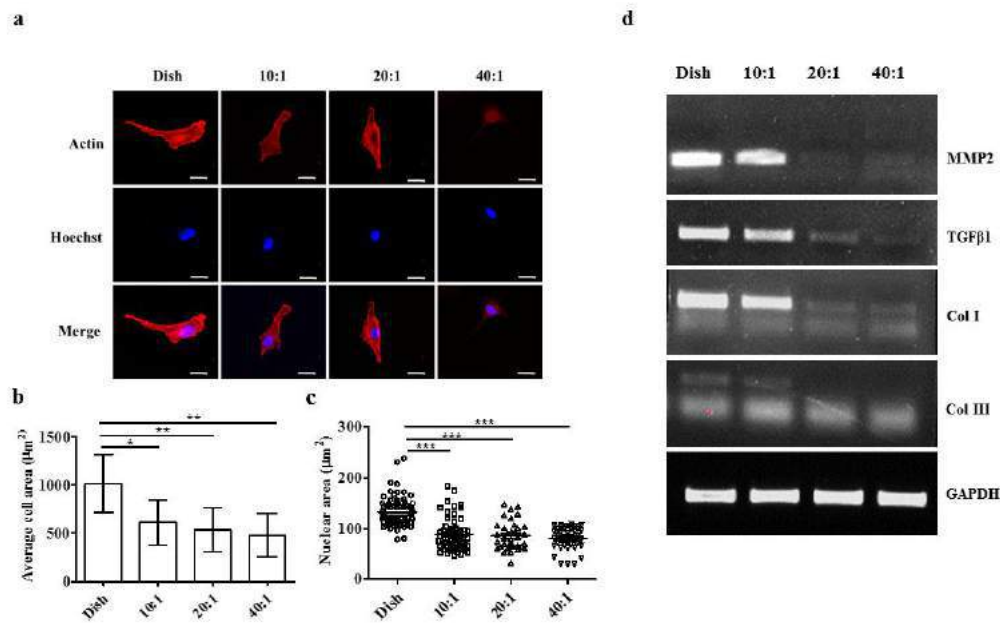 a
Dish 10:1 20:1 40:1
Actin
Hoechst
Merge
b
Average cell area (μm²)
1500
1000
500
0
** 
**
*
Dish 10:1 20:1 40:1
c
Nuclear area (μm²)
200
100
0
***
***
***
Dish 10:1 20:1 40:1
d
Dish 10:1 20:1 40:1
MMP2
TGFβ1
Col I
Col III
GAPDH